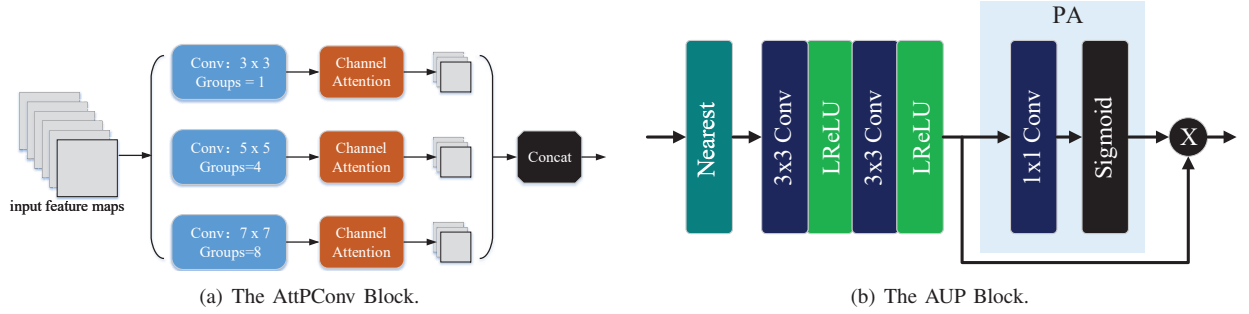 Conv: 3 x 3
Groups = 1
Channel
Attention
Conv: 5 x 5
Groups=4
Channel
Attention
Conv: 7 x 7
Groups=8
Channel
Attention
input feature maps
Concat
(a) The AttPConv Block.
PA
Nearest
3x3 Conv
LReLU
3x3 Conv
LReLU
1x1 Conv
Sigmoid
X
(b) The AUP Block.